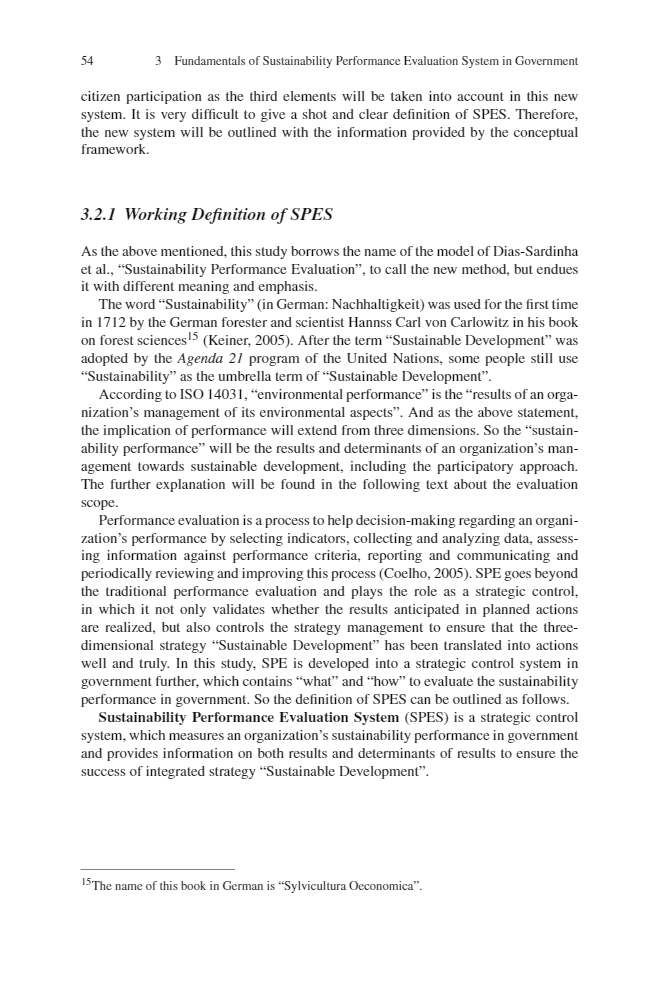 54 3 Fundamentals of Sustainability Performance Evaluation System in Government
citizen participation as the third elements will be taken into account in this new
system. It is very difficult to give a shot and clear definition of SPES. Therefore,
the new system will be outlined with the information provided by the conceptual
framework.
3.2.1 Working Definition of SPES
As the above mentioned, this study borrows the name of the model of Dias-Sardinha
et al., “Sustainability Performance Evaluation”, to call the new method, but endues
it with different meaning and emphasis.
The word “Sustainability” (in German: Nachhaltigkeit) was used for the first time
in 1712 by the German forester and scientist Hannss Carl von Carlowitz in his book
on forest sciences15 (Keiner, 2005). After the term “Sustainable Development” was
adopted by the Agenda 21 program of the United Nations, some people still use
“Sustainability” as the umbrella term of “Sustainable Development”.
According to ISO 14031, “environmental performance” is the “results of an orga-
nization’s management of its environmental aspects”. And as the above statement,
the implication of performance will extend from three dimensions. So the “sustain-
ability performance” will be the results and determinants of an organization’s man-
agement towards sustainable development, including the participatory approach.
The further explanation will be found in the following text about the evaluation
scope.
Performance evaluation is a process to help decision-making regarding an organi-
zation’s performance by selecting indicators, collecting and analyzing data, assess-
ing information against performance criteria, reporting and communicating and
periodically reviewing and improving this process (Coelho, 2005). SPE goes beyond
the traditional performance evaluation and plays the role as a strategic control,
in which it not only validates whether the results anticipated in planned actions
are realized, but also controls the strategy management to ensure that the three-
dimensional strategy “Sustainable Development” has been translated into actions
well and truly. In this study, SPE is developed into a strategic control system in
government further, which contains “what” and “how” to evaluate the sustainability
performance in government. So the definition of SPES can be outlined as follows.
Sustainability Performance Evaluation System (SPES) is a strategic control
system, which measures an organization’s sustainability performance in government
and provides information on both results and determinants of results to ensure the
success of integrated strategy “Sustainable Development”.
15The name of this book in German is “Sylvicultura Oeconomica”.